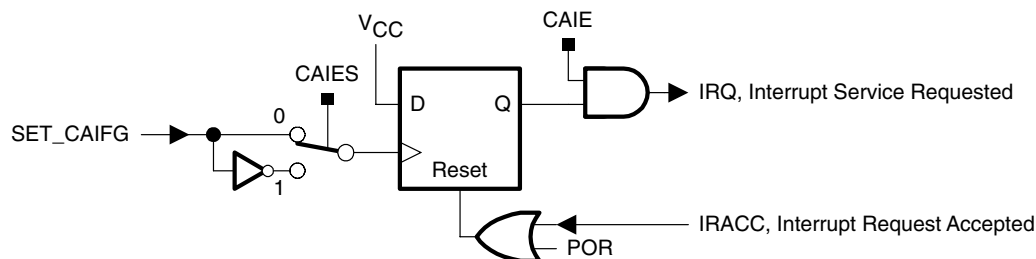 CAIE
VCC
CAIES
D
Q
IRQ, Interrupt Service Requested
0
SET_CAIFG
Reset
1
IRACC, Interrupt Request Accepted
POR